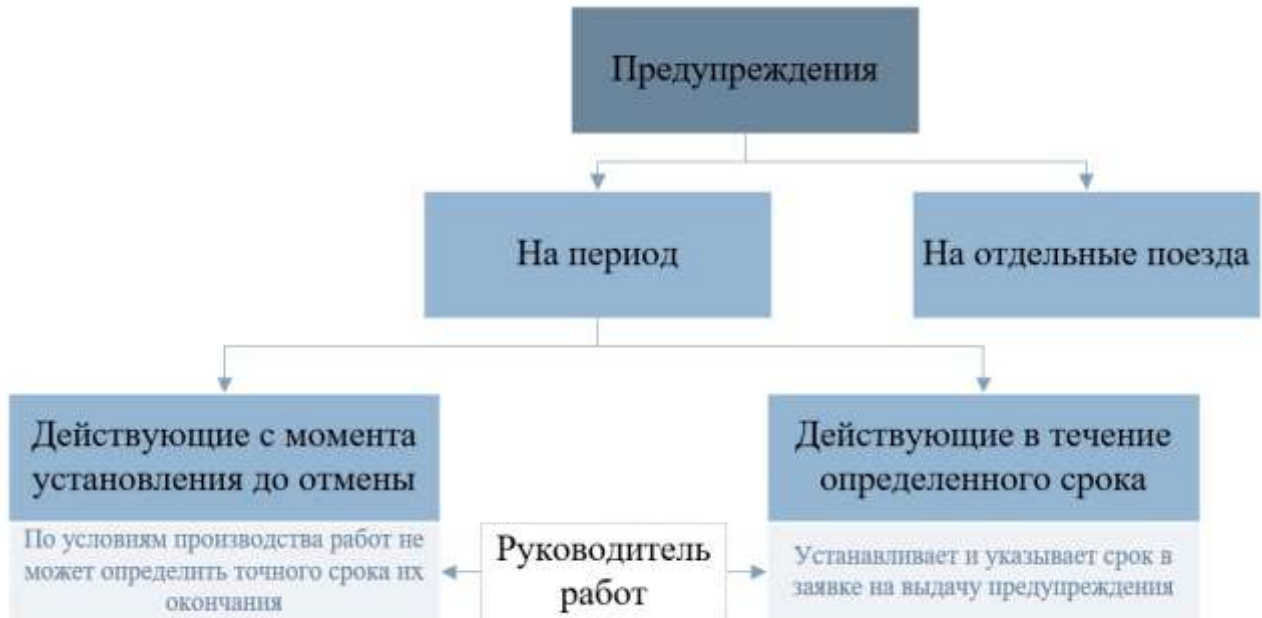 Предупреждения
На период
На отдельные поезда
Действующие с момента
установления до отмены
По условиям производства работ не
может определить точного срока их
окончания
Руководитель
работ
Действующие в течение
определенного срока
Устанавливает и указывает срок в
заявке на выдачу предупреждения